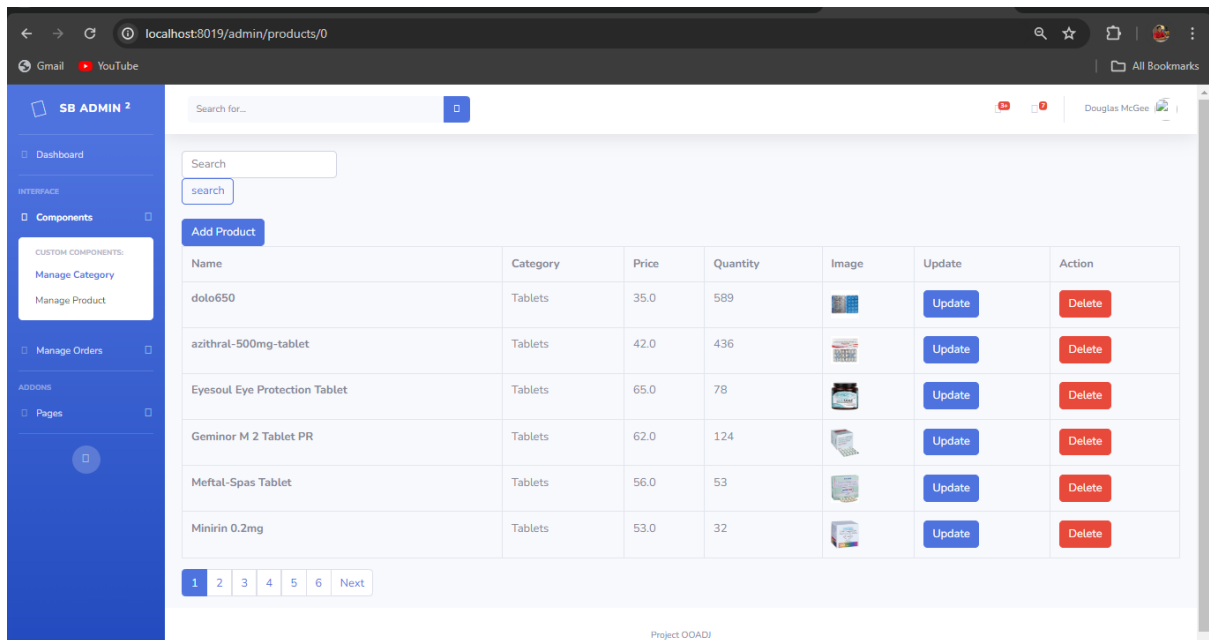 localhost:8019/admin/products/0
Gmail YouTube All Bookmarks
SB ADMIN 2
Search for...
3+ 7 Douglas McGee
Dashboard
INTERFACE
Components
CUSTOM COMPONENTS:
Manage Category
Manage Product
Manage Orders
ADDONS
Pages
Search
search
Add Product
Name Category Price Quantity Image Update Action
dolo650 Tablets 35.0 589 Update Delete
azithral-500mg-tablet Tablets 42.0 436 Update Delete
Eyesoul Eye Protection Tablet Tablets 65.0 78 Update Delete
Geminor M 2 Tablet PR Tablets 62.0 124 Update Delete
Meftal-Spas Tablet Tablets 56.0 53 Update Delete
Minirin 0.2mg Tablets 53.0 32 Update Delete
1 2 3 4 5 6 Next
Project OOADJ